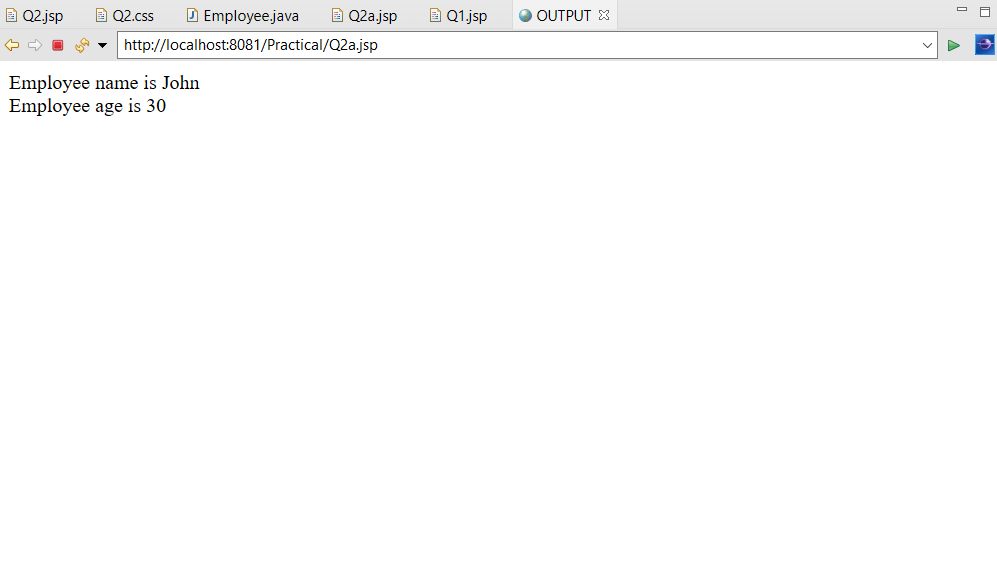 Q2.jsp Q2.css Employee.java Q2a.jsp Q1.jsp OUTPUT
http://localhost:8081/Practical/Q2a.jsp
Employee name is John
Employee age is 30